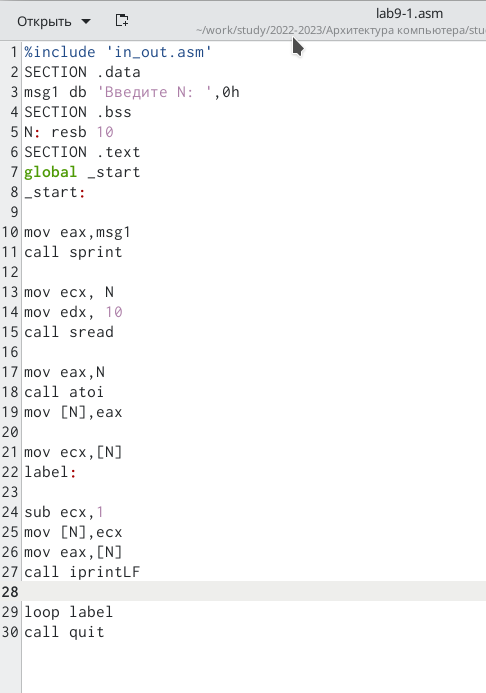 Открыть
lab9-1.asm
~/work/study/2022-2023/Архитектура компьютера/stu
1 %include 'in_out.asm'
2 SECTION .data
3 msg1 db 'Введите N: ',0h
4 SECTION .bss
5 N: resb 10
6 SECTION .text
7 global _start
8 _start:
9
10 mov eax,msg1
11 call sprint
12
13 mov ecx, N
14 mov edx, 10
15 call sread
16
17 mov eax,N
18 call atoi
19 mov [N],eax
20
21 mov ecx,[N]
22 label:
23
24 sub ecx,1
25 mov [N],ecx
26 mov eax,[N]
27 call iprintLF
28
29 loop label
30 call quit